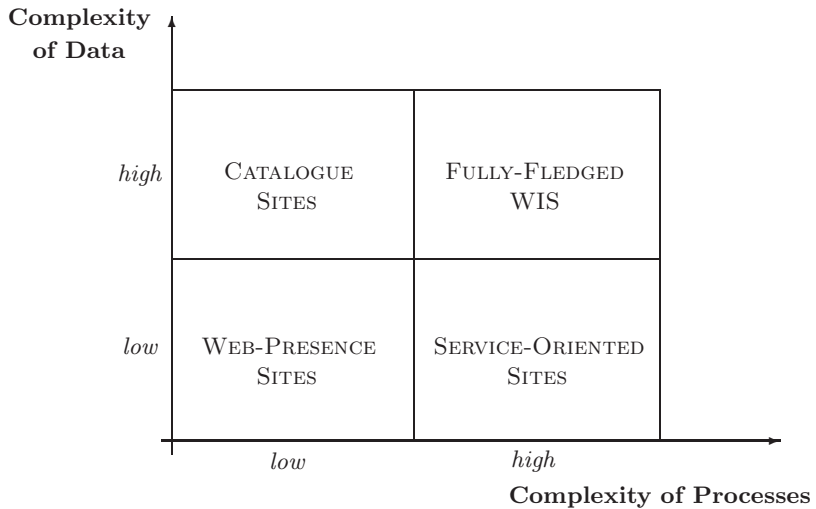 Complexity
of Data
high
CATALOGUE
SITES
FULLY-FLEDGED
WIS
low
WEB-PRESENCE
SITES
SERVICE-ORIENTED
SITES
low
high
Complexity of Processes